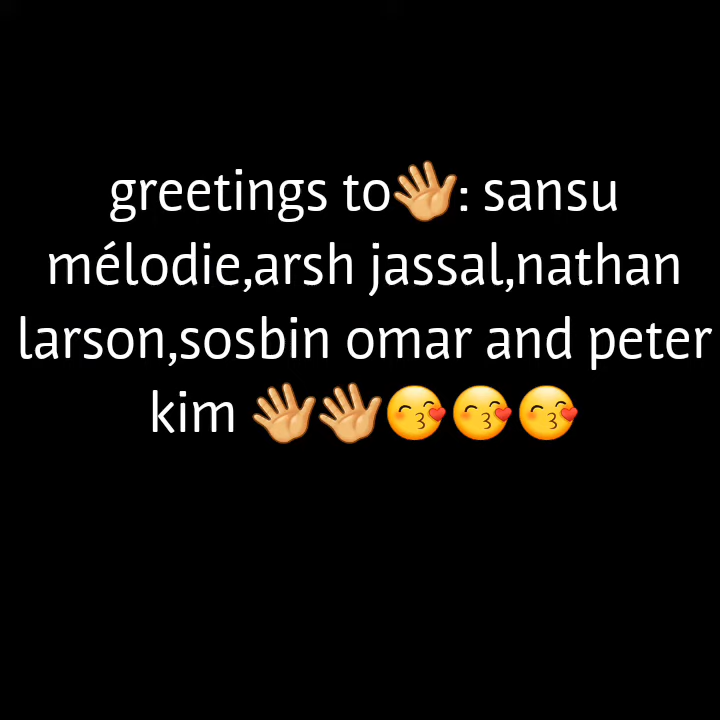 greetings to👋: sansu
mélodie,arsh jassal,nathan
larson,sosbin omar and peter
kim 👋👋😙😙😙